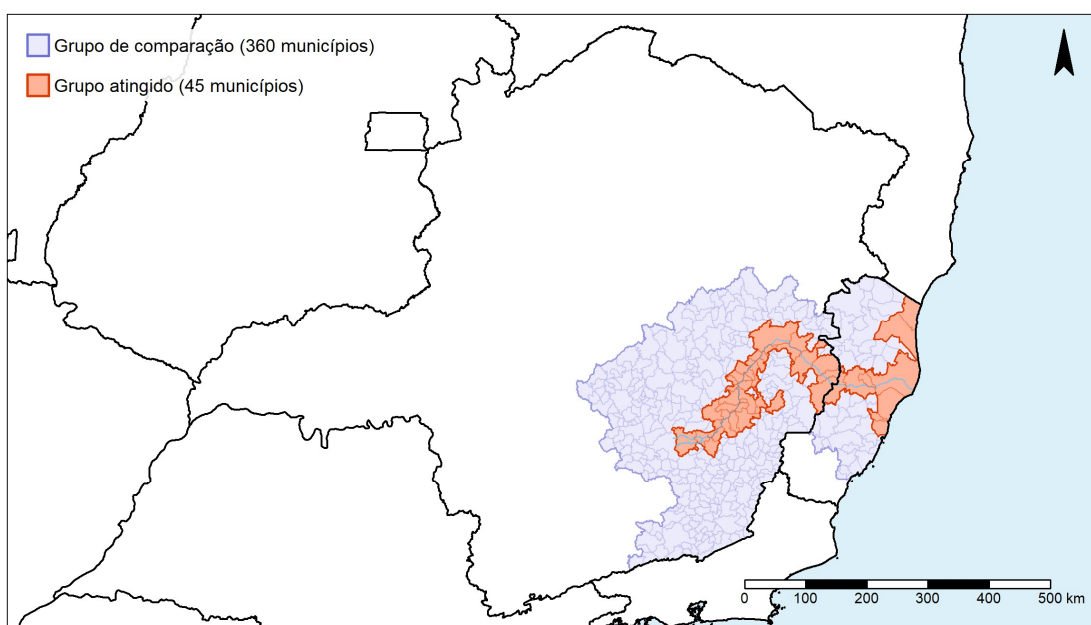 Grupo de comparação (360 municípios)
Grupo atingido (45 municípios)
0 100 200 300 400 500 km